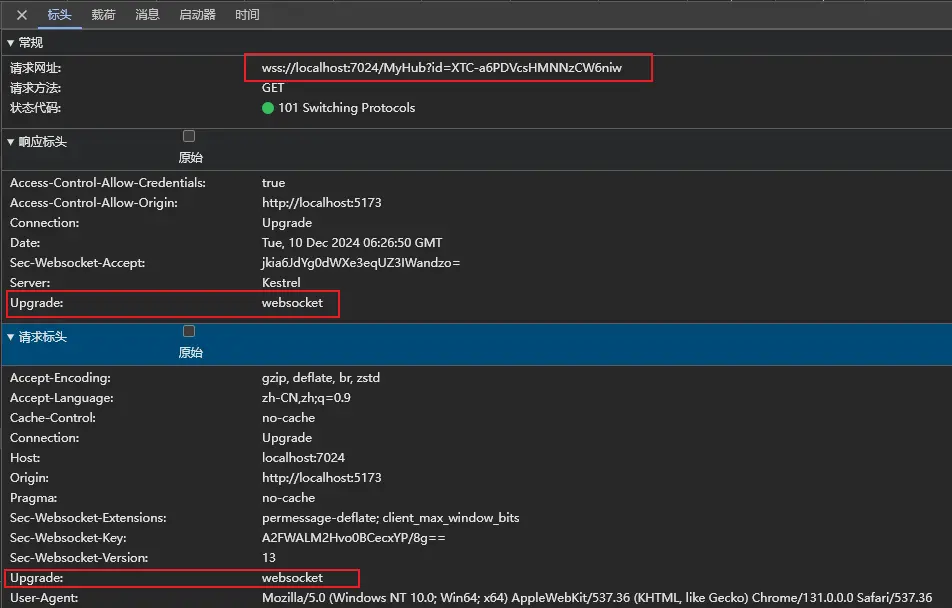 标头 载荷 消息 启动器 时间
常规
请求网址: wss://localhost:7024/MyHub?id=XTC-a6PDVcsHMNNzCW6niw
请求方法: GET
状态代码: 101 Switching Protocols
响应标头
原始
Access-Control-Allow-Credentials: true
Access-Control-Allow-Origin: http://localhost:5173
Connection: Upgrade
Date: Tue, 10 Dec 2024 06:26:50 GMT
Sec-Websocket-Accept: jkia6JdYg0dWXe3eqUZ3IWandzo=
Server: Kestrel
Upgrade: websocket
请求标头
原始
Accept-Encoding: gzip, deflate, br, zstd
Accept-Language: zh-CN,zh;q=0.9
Cache-Control: no-cache
Connection: Upgrade
Host: localhost:7024
Origin: http://localhost:5173
Pragma: no-cache
Sec-Websocket-Extensions: permessage-deflate; client_max_window_bits
Sec-Websocket-Key: A2FWALM2Hvo0BCecxYP/8g==
Sec-Websocket-Version: 13
Upgrade: websocket
User-Agent: Mozilla/5.0 (Windows NT 10.0; Win64; x64) AppleWebKit/537.36 (KHTML, like Gecko) Chrome/131.0.0.0 Safari/537.36